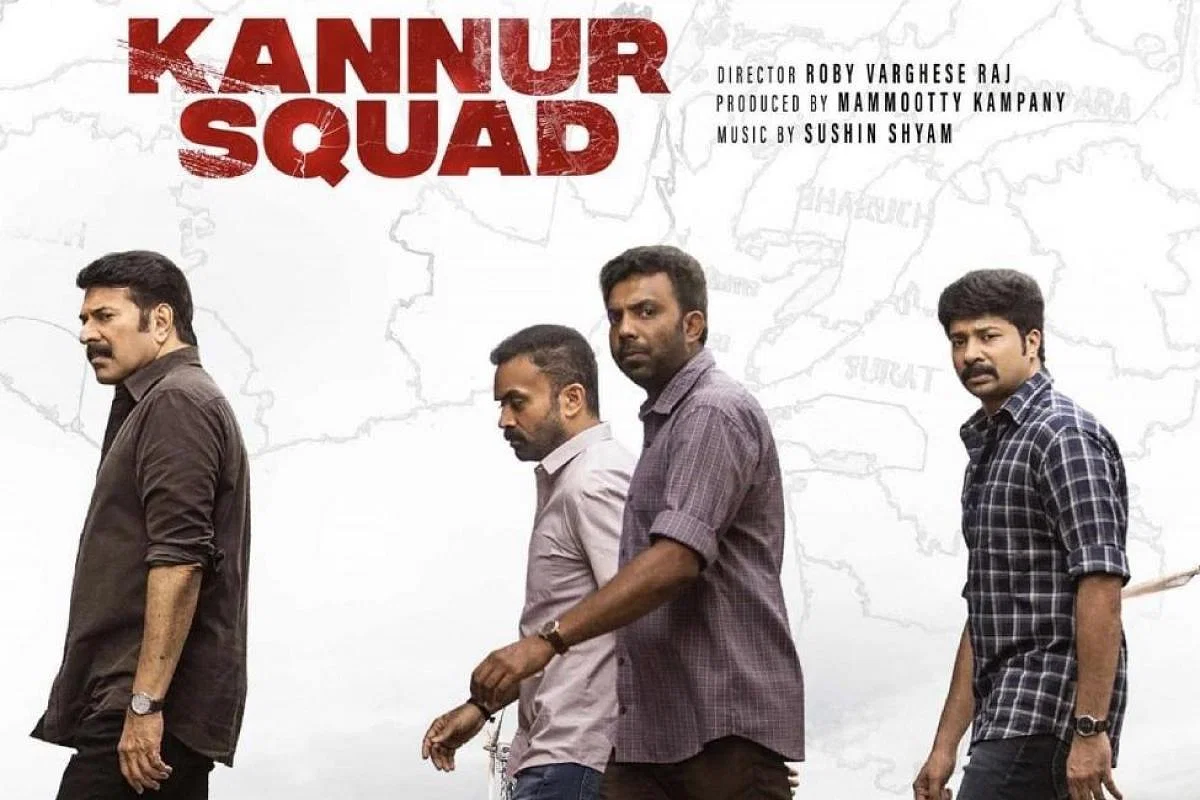 KANNUR
SQUAD
DIRECTOR ROBY VARGHESE RAJ
PRODUCED BY MAMMOOTTY KAMPANY
MUSIC BY SUSHIN SHYAM
BHARUCH
SURAT